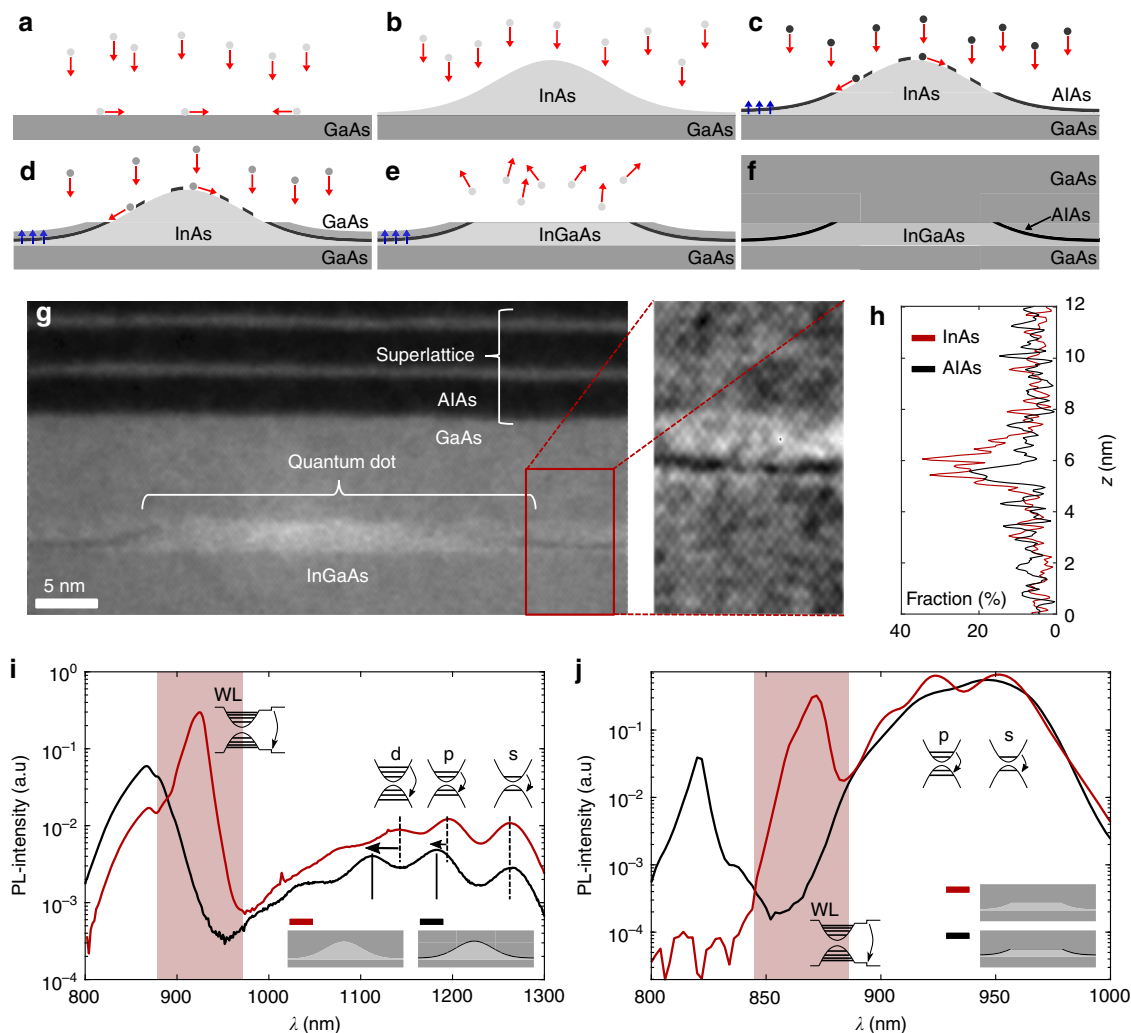 a
InAs
GaAs
b
InAs
GaAs
c
InAs
AlAs
GaAs
d
InAs
GaAs
GaAs
e
InGaAs
GaAs
f
GaAs
AlAs
InGaAs
GaAs
g
Superlattice
AlAs
GaAs
Quantum dot
InGaAs
5 nm
h
InAs
AlAs
12
10
8
6
4
2
0
z (nm)
Fraction (%)
40 20 0
i
10⁰
10⁻¹
10⁻²
10⁻³
10⁻⁴
PL-intensity (a.u)
WL
d p s
800 900 1000 1100 1200 1300
λ (nm)
j
10⁻¹
10⁻²
10⁻³
10⁻⁴
PL-intensity (a.u)
p s
WL
800 850 900 950 1000
λ (nm)